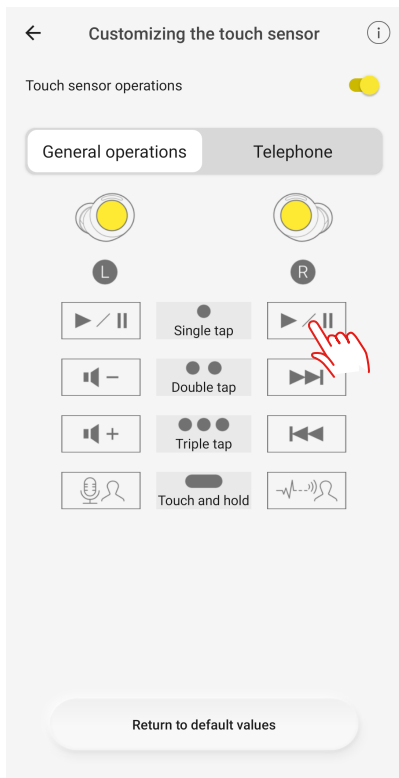 Customizing the touch sensor
i
Touch sensor operations
General operations
Telephone
L
R
Single tap
Double tap
Triple tap
Touch and hold
Return to default values